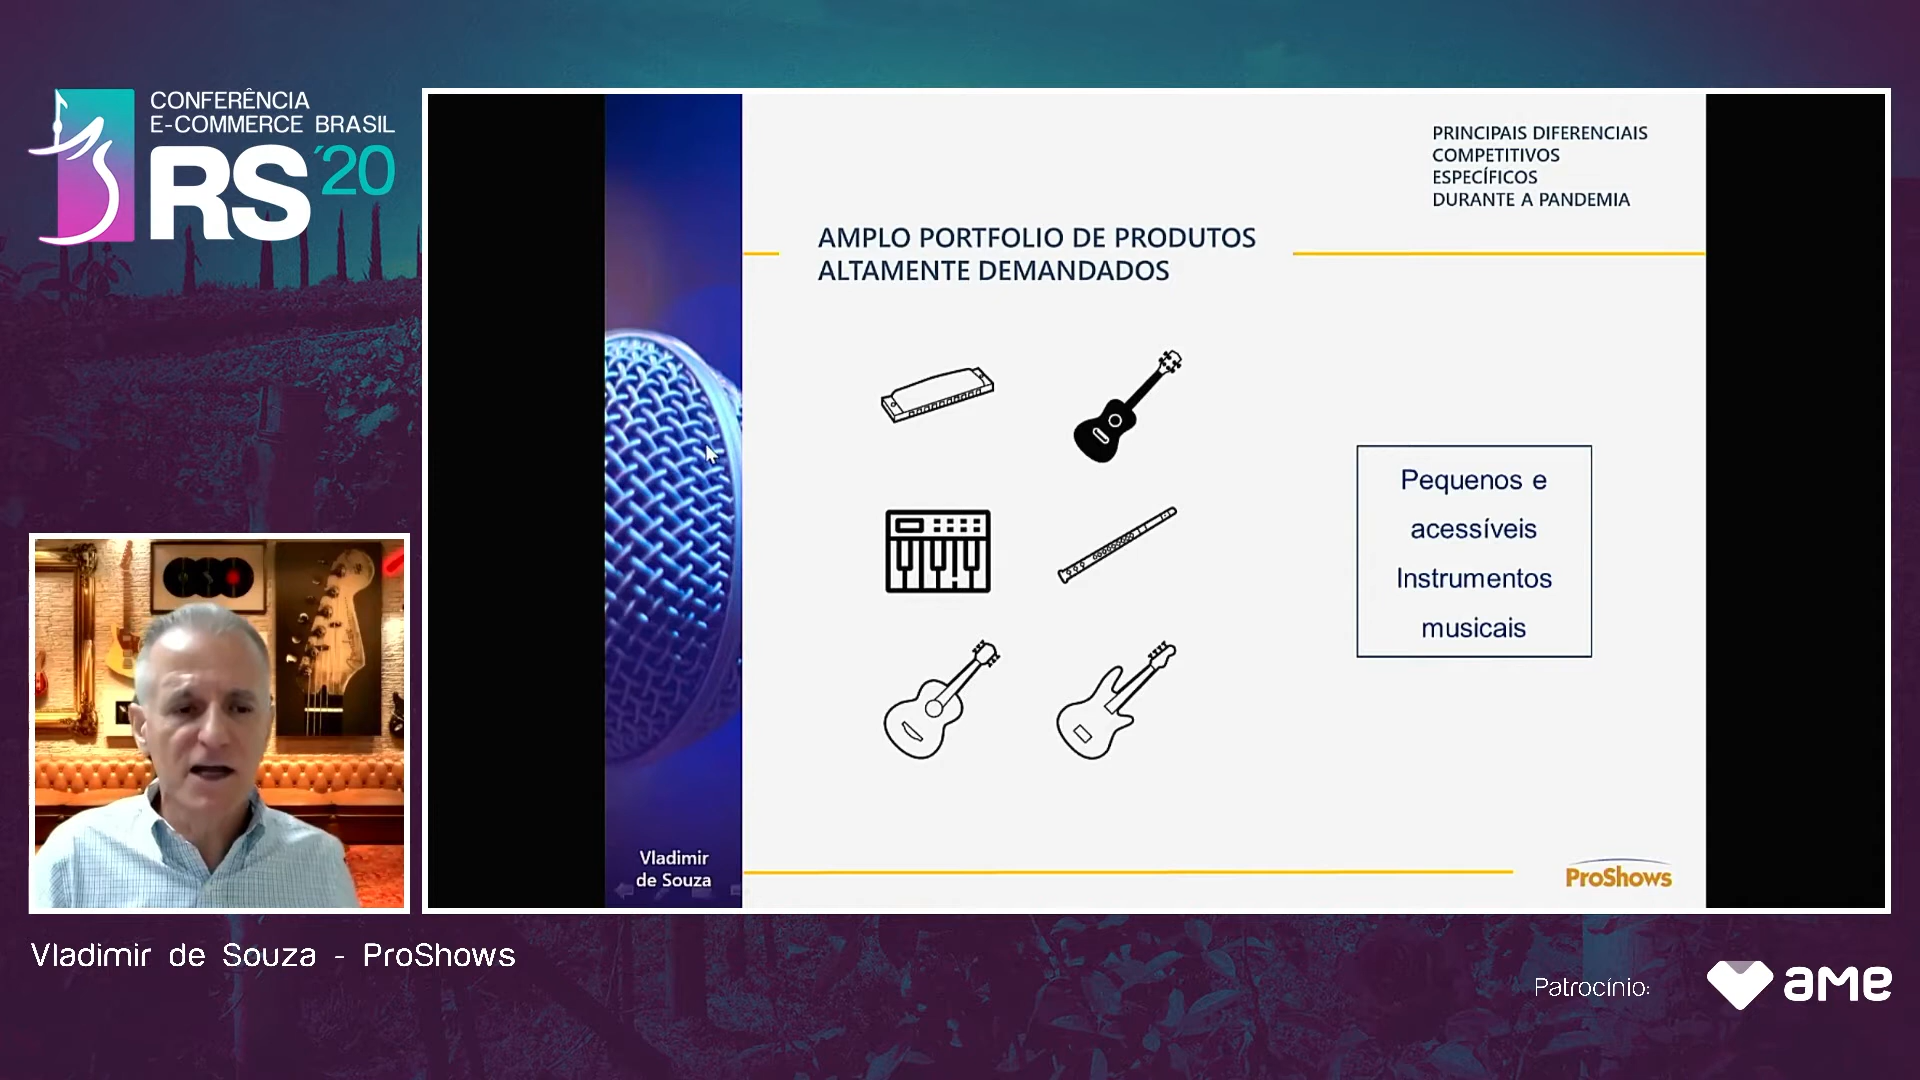 CONFERÊNCIA
E-COMMERCE BRASIL
RS'20
PRINCIPAIS DIFERENCIAIS
COMPETITIVOS
ESPECÍFICOS
DURANTE A PANDEMIA
AMPLO PORTFOLIO DE PRODUTOS
ALTAMENTE DEMANDADOS
Pequenos e
acessíveis
Instrumentos
musicais
Vladimir
de Souza
ProShows
Vladimir de Souza - ProShows
Patrocínio:
ame